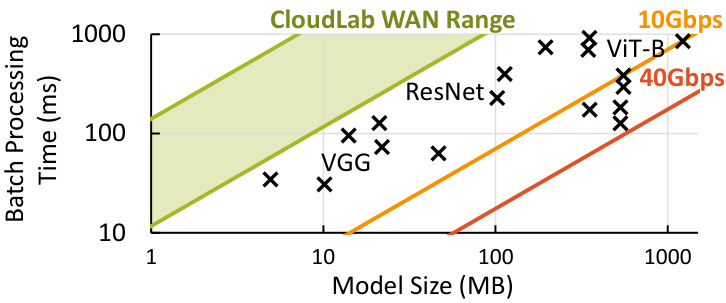 CloudLab WAN Range
10Gbps
1000
ViT-B
40Gbps
ResNet
Batch Processing
Time (ms)
100
VGG
10
1
10
100
1000
Model Size (MB)